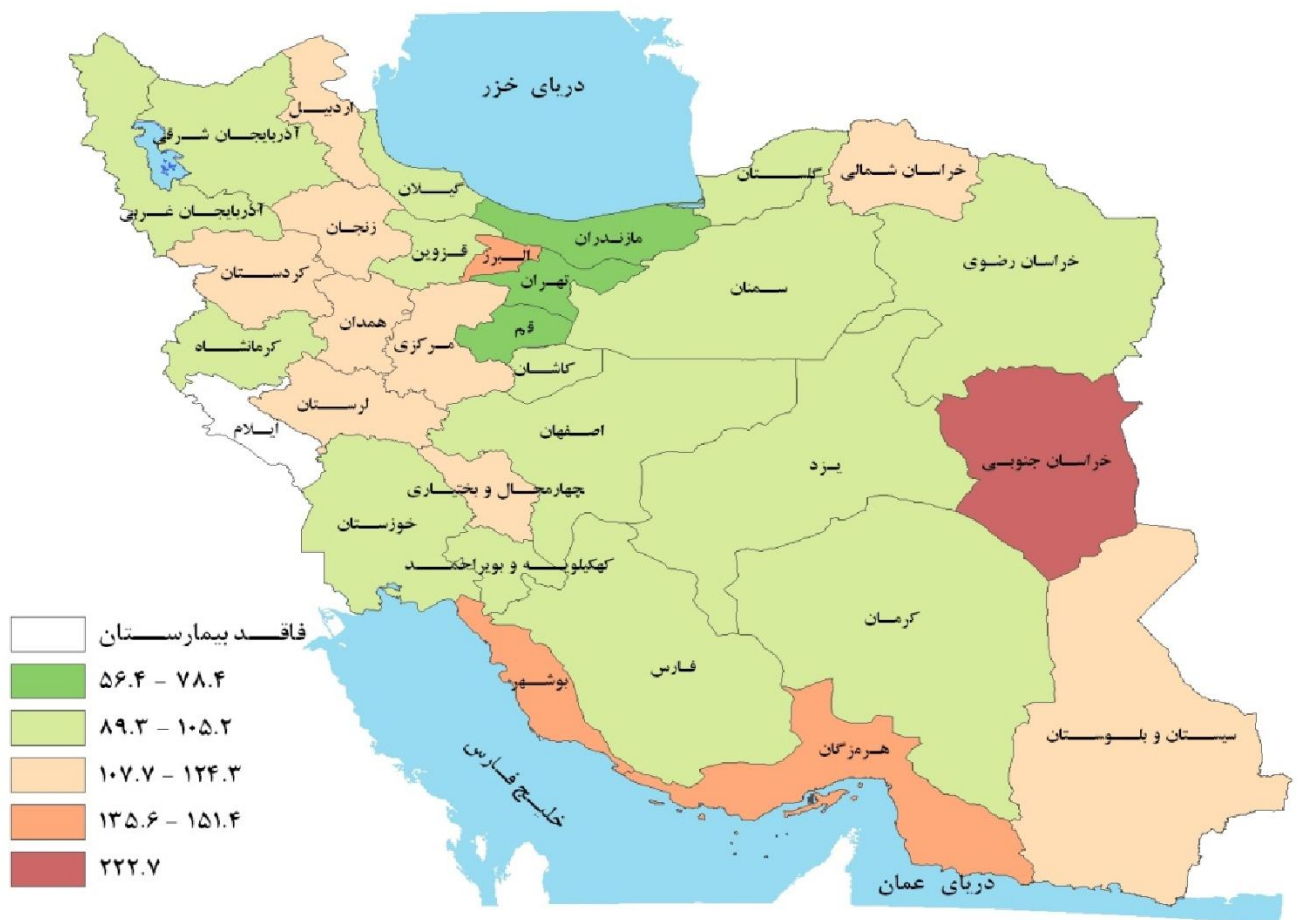 دریای خزر
اردبیل
آذربایجان شرقی
گیلان
گلستان
خراسان شمالی
آذربایجان غربی
زنجان
قزوین
البرز
مازندران
خراسان رضوی
کردستان
تهران
سمنان
همدان
مرکزی
قم
کرمانشاه
کاشان
لرستان
ایلام
اصفهان
یزد
خراسان جنوبی
چهارمحال و بختیاری
خوزستان
کهکیلویه و بویراحمد
کرمان
فارس
بوشهر
هرمزگان
سیستان و بلوستان
خلیج فارس
دریای عمان
فاقد بیمارستان
۵۶.۴ - ۷۸.۴
۸۹.۳ - ۱۰۵.۲
۱۰۷.۷ - ۱۲۴.۳
۱۳۵.۶ - ۱۵۱.۴
۲۲۲.۷